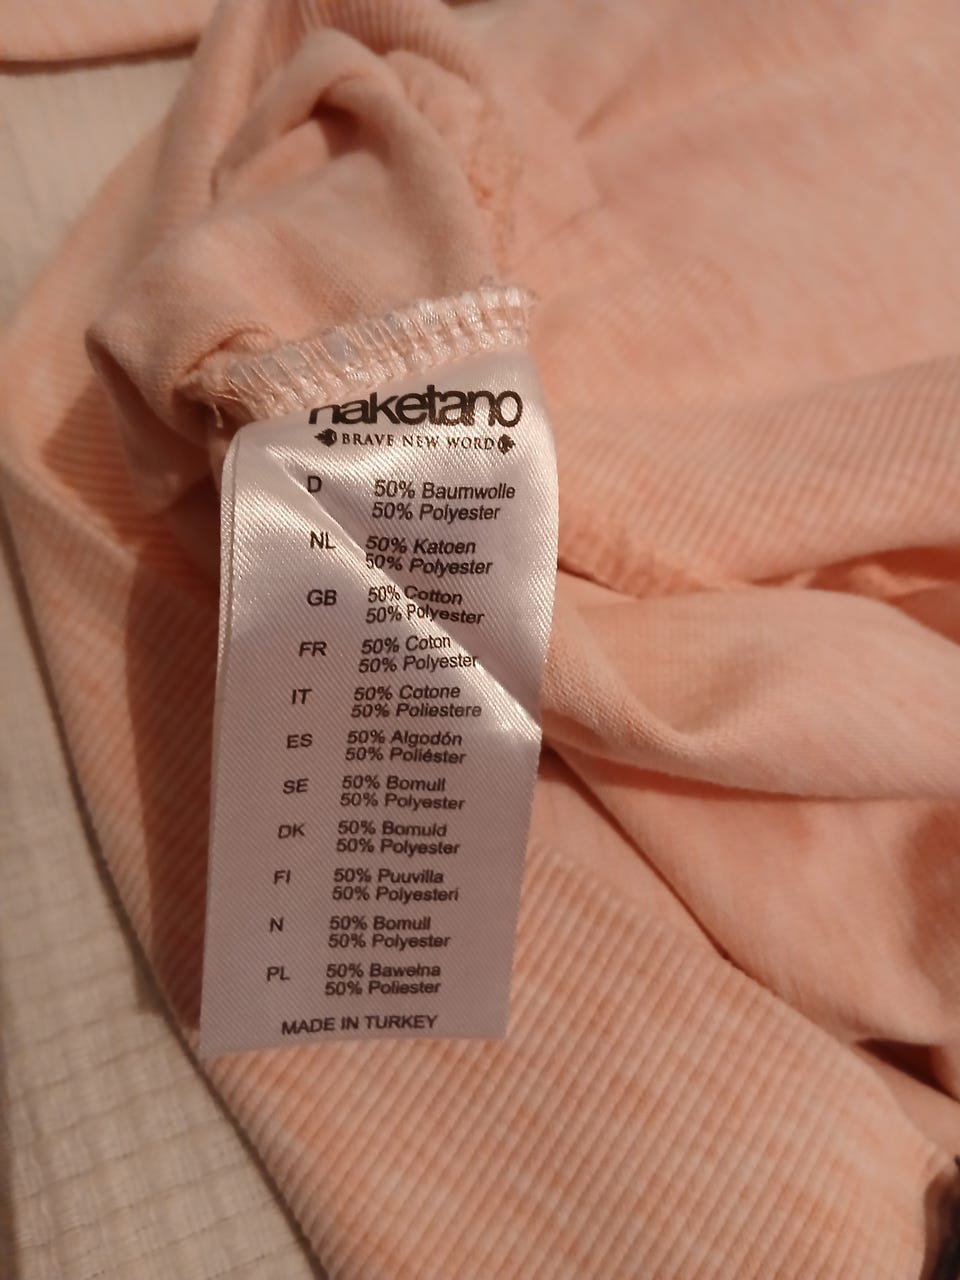 naketano
BRAVE NEW WORD
D 50% Baumwolle
50% Polyester
NL 50% Katoen
50% Polyester
GB 50% Cotton
50% Polyester
FR 50% Coton
50% Polyester
IT 50% Cotone
50% Poliestere
ES 50% Algodón
50% Poliéster
SE 50% Bomull
50% Polyester
DK 50% Bomuld
50% Polyester
FI 50% Puuvilla
50% Polyesteri
N 50% Bomull
50% Polyester
PL 50% Bawełna
50% Poliester
MADE IN TURKEY